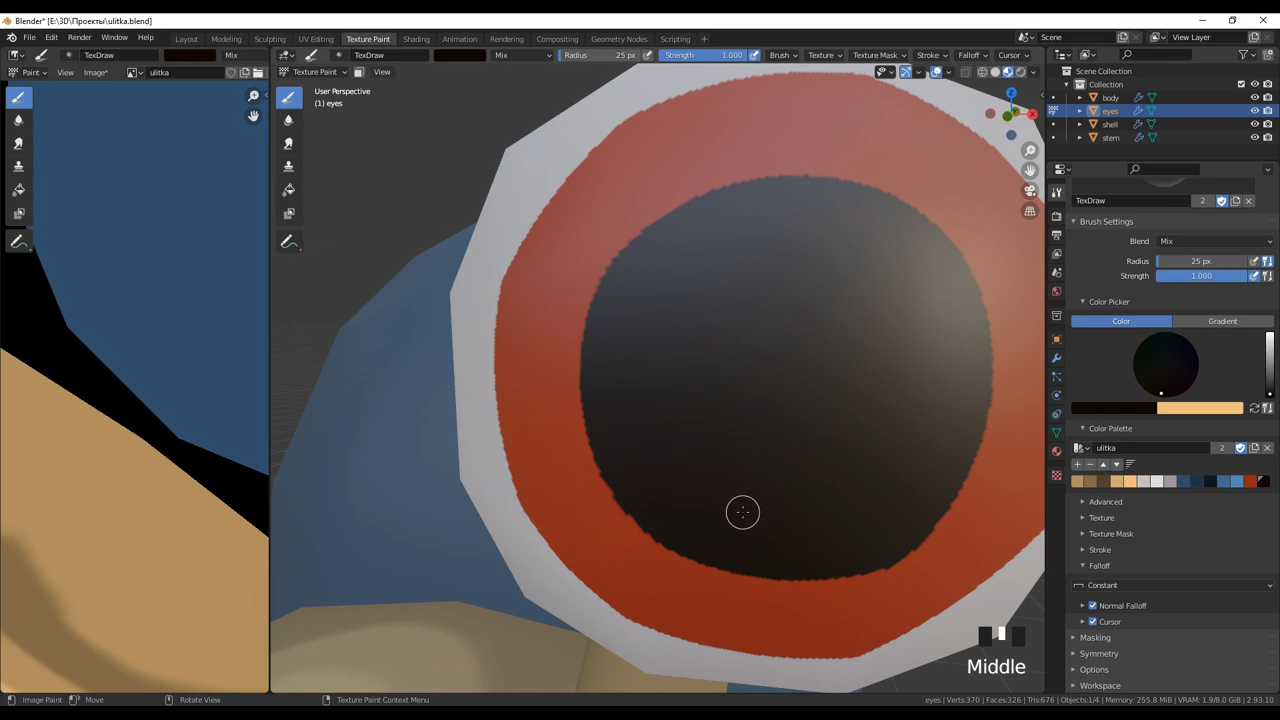 Blender* [E:\3D\Проекты\ulitka.blend]
File Edit Render Window Help Layout Modeling Sculpting UV Editing Texture Paint Shading Animation Rendering Compositing Geometry Nodes Scripting + Scene View Layer
TexDraw Mix TexDraw Mix Radius 25 px Strength 1.000 Brush Texture Texture Mask Stroke Falloff Cursor
Paint View Image* ulitka Texture Paint View
User Perspective
(1) eyes
Z
X
Scene Collection
Collection
body
eyes
shell
stem
TexDraw 2
Brush Settings
Blend Mix
Radius 25 px
Strength 1.000
Color Picker
Color Gradient
Color Palette
ulitka 2
Advanced
Texture
Texture Mask
Stroke
Falloff
Constant
Normal Falloff
Cursor
Masking
Symmetry
Options
Workspace
Middle
Image Paint Move Rotate View Texture Paint Context Menu eyes | Verts:370 | Faces:326 | Tris:676 | Objects:1/4 | Memory: 255.8 MiB | VRAM: 1.9/8.0 GiB | 2.93.10